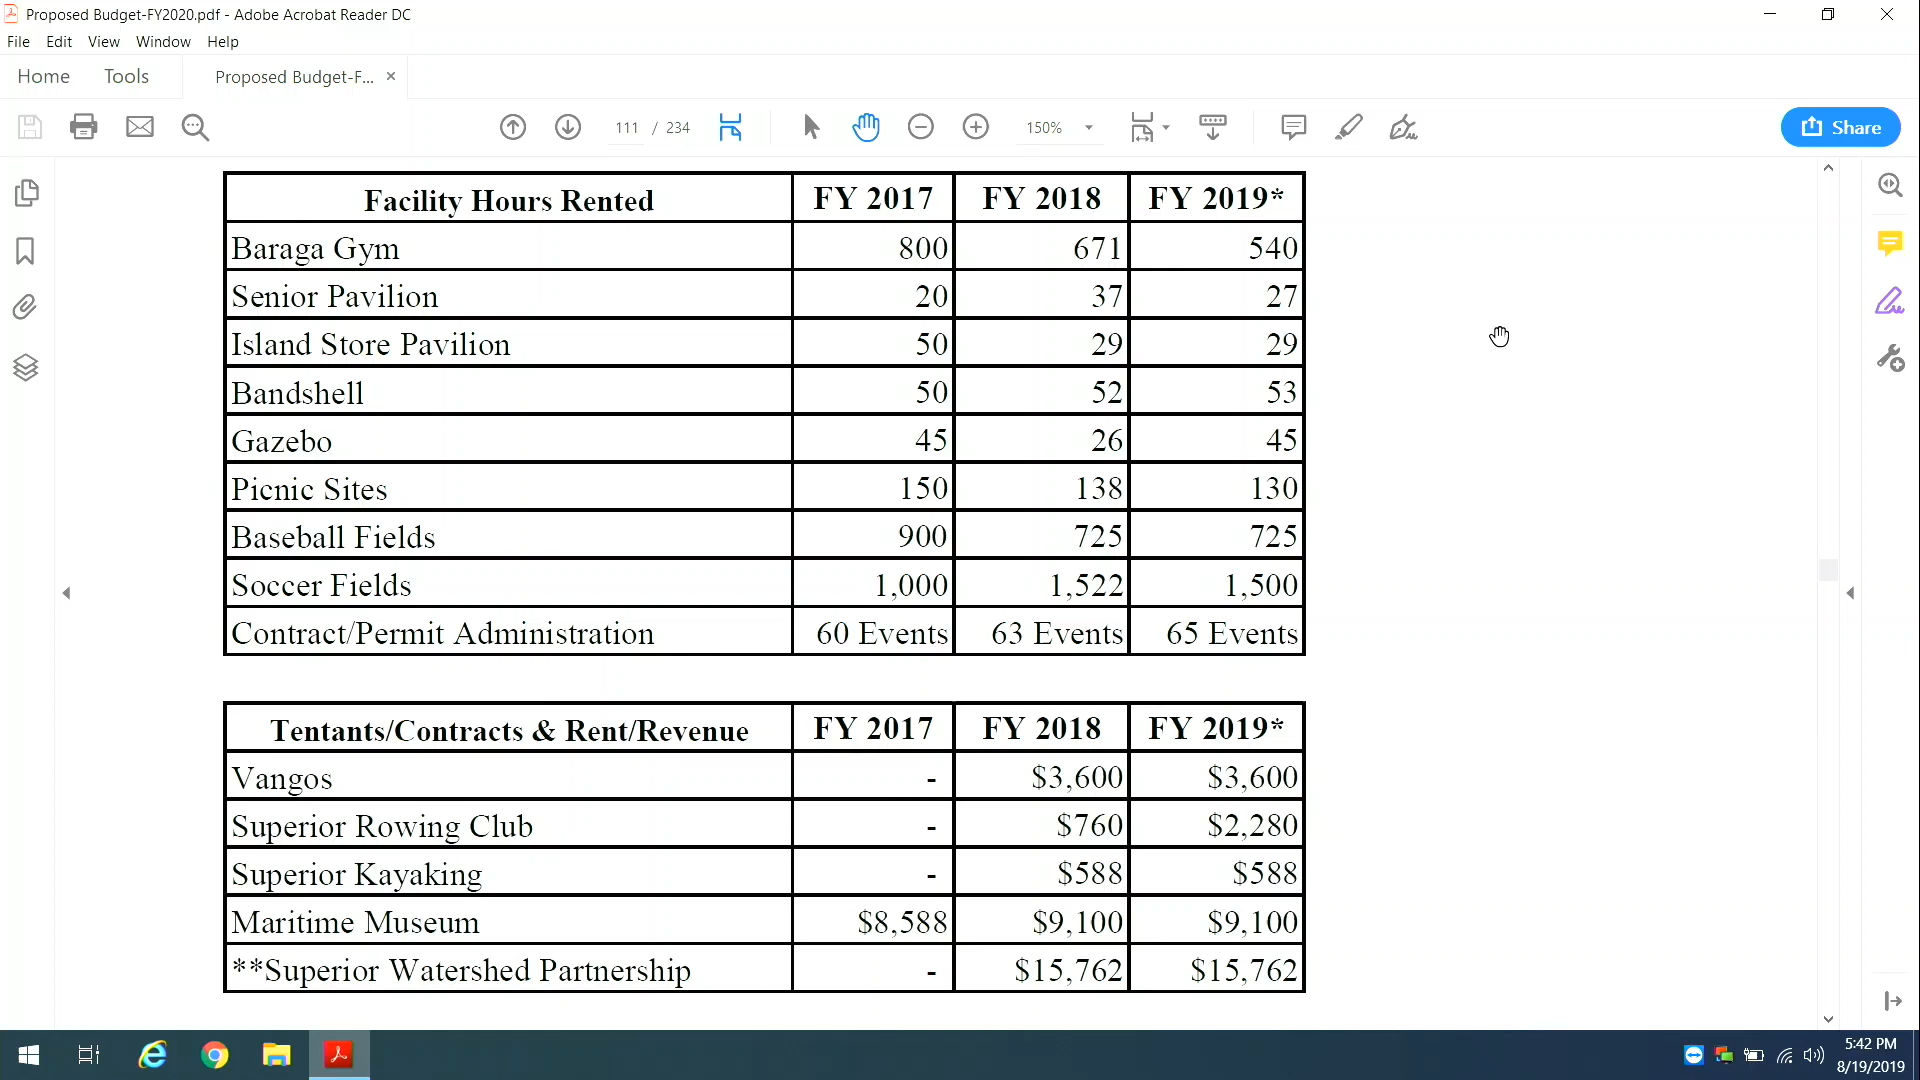 Proposed Budget-FY2020.pdf - Adobe Acrobat Reader DC
File Edit View Window Help
Home Tools Proposed Budget-F... ×
111 / 234 150% Share
Facility Hours Rented FY 2017 FY 2018 FY 2019*
Baraga Gym 800 671 540
Senior Pavilion 20 37 27
Island Store Pavilion 50 29 29
Bandshell 50 52 53
Gazebo 45 26 45
Picnic Sites 150 138 130
Baseball Fields 900 725 725
Soccer Fields 1,000 1,522 1,500
Contract/Permit Administration 60 Events 63 Events 65 Events
Tentants/Contracts & Rent/Revenue FY 2017 FY 2018 FY 2019*
Vangos - $3,600 $3,600
Superior Rowing Club - $760 $2,280
Superior Kayaking - $588 $588
Maritime Museum $8,588 $9,100 $9,100
**Superior Watershed Partnership - $15,762 $15,762
5:42 PM
8/19/2019